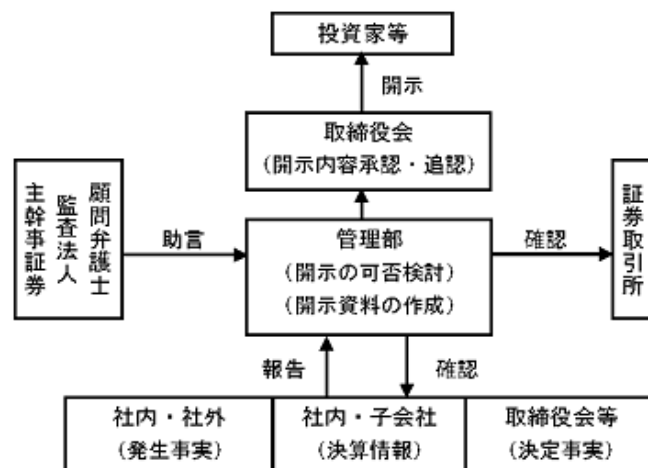 投資家等
開示
取締役会
（開示内容承認・追認）
顧問弁護士
監査法人
主幹事証券
助言
管理部
（開示の可否検討）
（開示資料の作成）
確認
証券取引所
報告
確認
社内・社外
（発生事実）
社内・子会社
（決算情報）
取締役会等
（決定事実）